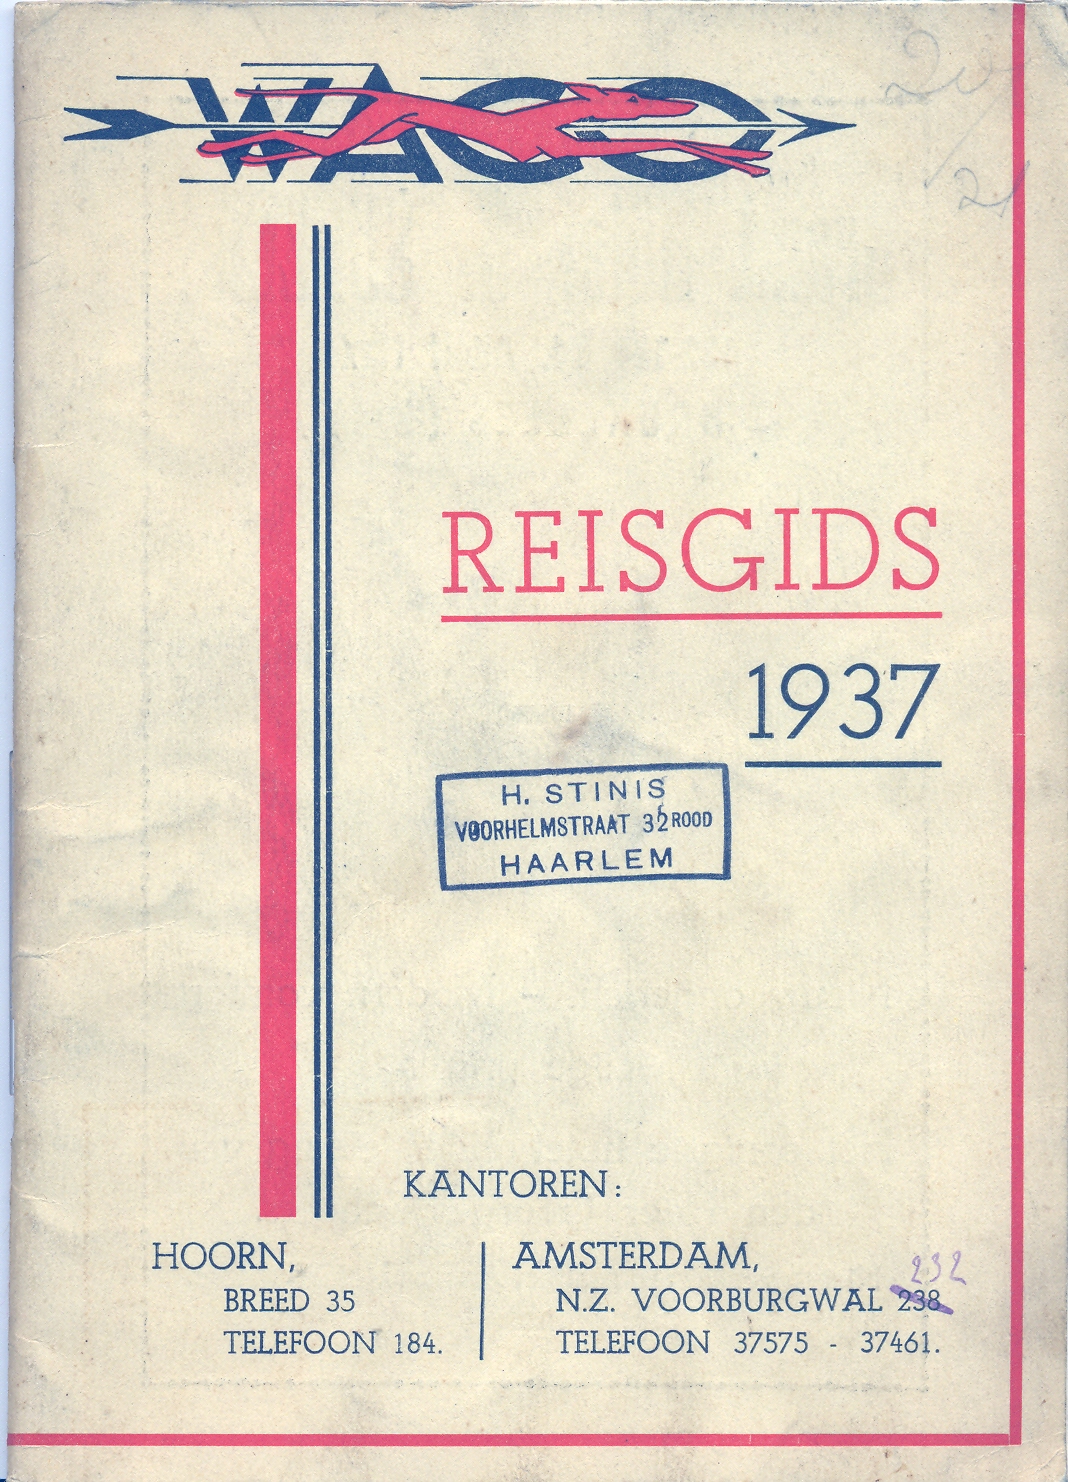 WACO
REISGIDS
1937
H. STINIS
VOORHELMSTRAAT 32 ROOD
HAARLEM
KANTOREN:
HOORN,
BREED 35
TELEFOON 184.
AMSTERDAM,
232
N.Z. VOORBURGWAL 238
TELEFOON 37575 - 37461.